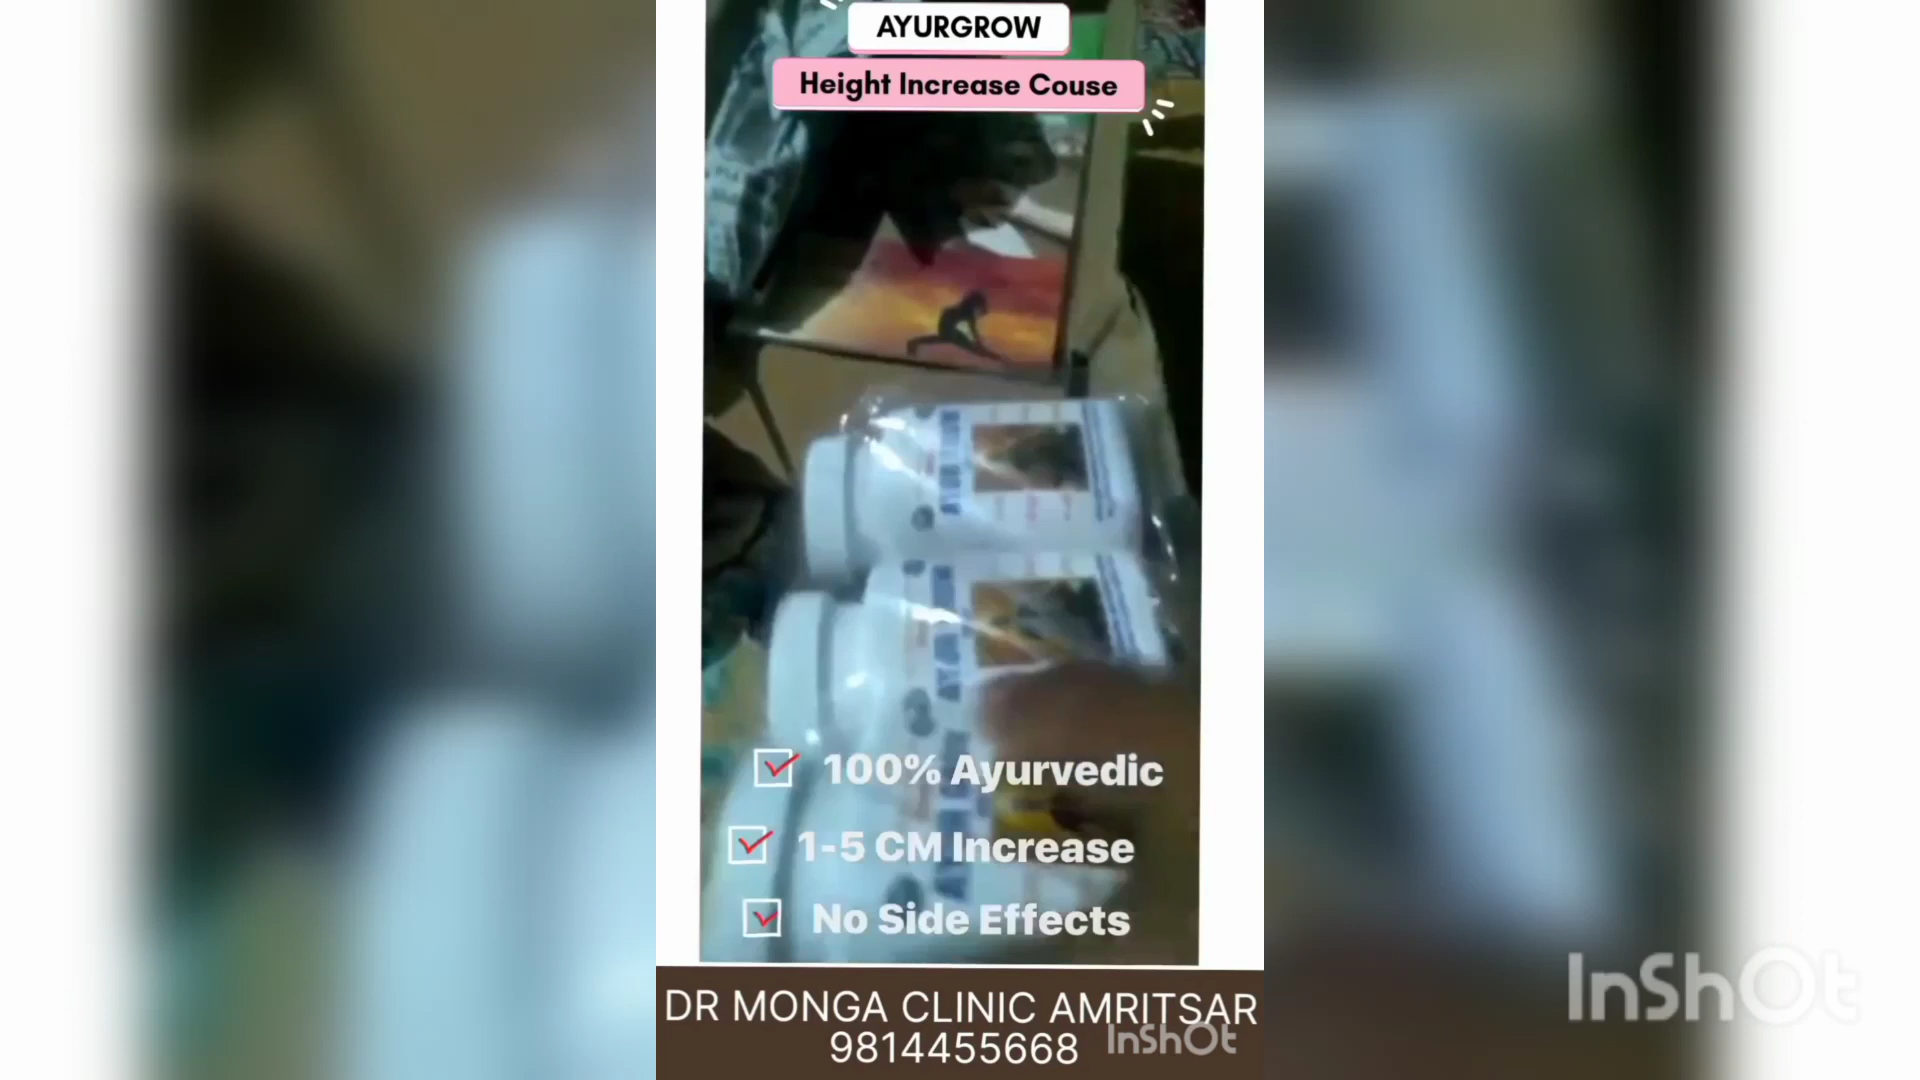 AYURGROW
Height Increase Couse
100% Ayurvedic
1-5 CM Increase
No Side Effects
DR MONGA CLINIC AMRITSAR
9814455668
InShOt
InShOt